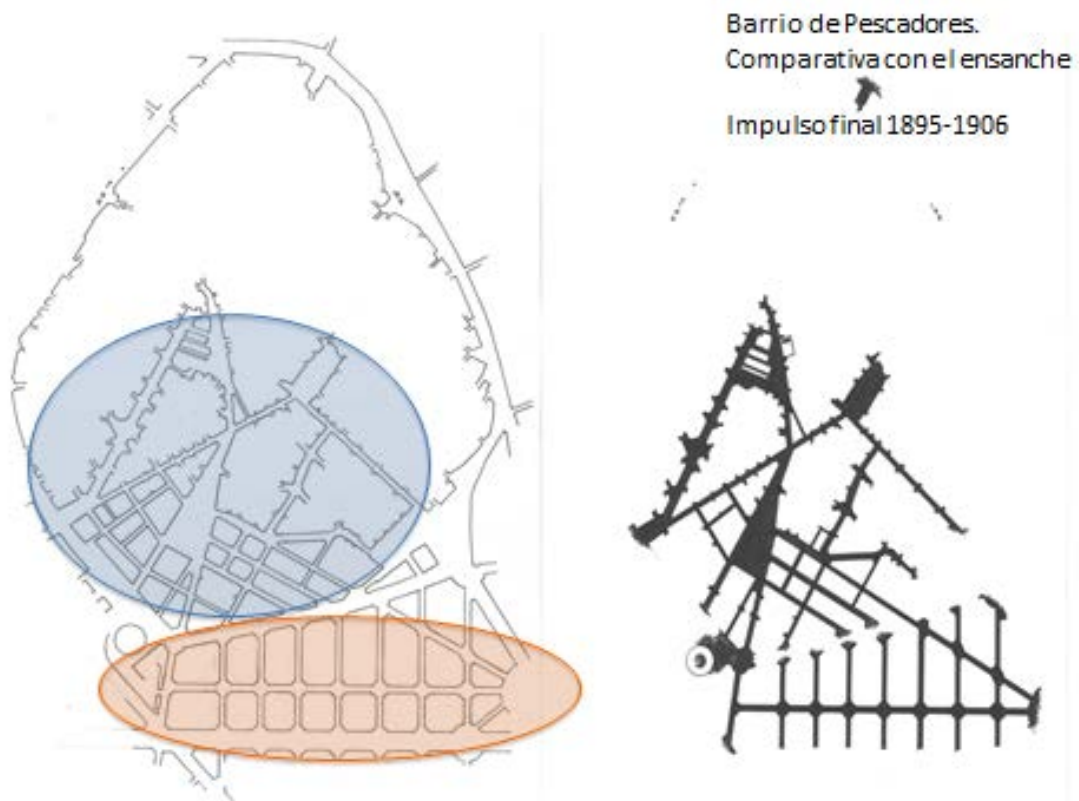 Barrio de Pescadores.
Comparativa con el ensanche
Impulso final 1895-1906